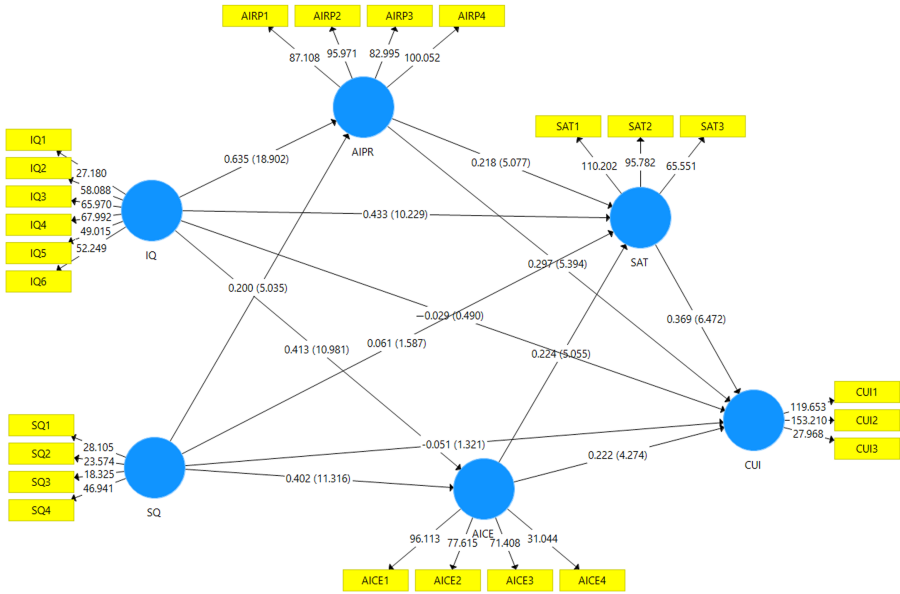 AIRP1 AIRP2 AIRP3 AIRP4
87.108 95.971 82.995 100.052
AIPR
SAT1 SAT2 SAT3
110.202 95.782 65.551
SAT
IQ1
IQ2
IQ3
IQ4
IQ5
IQ6
27.180
58.088
65.970
67.992
49.015
52.249
IQ
0.635 (18.902)
0.218 (5.077)
0.433 (10.229)
0.297 (5.394)
0.200 (5.035)
−0.029 (0.490)
0.369 (6.472)
0.413 (10.981)
0.061 (1.587)
0.224 (5.055)
SQ1
SQ2
SQ3
SQ4
28.105
23.574
18.325
46.941
SQ
-0.051 (1.321)
0.402 (11.316)
0.222 (4.274)
CUI1
CUI2
CUI3
119.653
153.210
27.968
CUI
AICE
96.113 77.615 71.408 31.044
AICE1 AICE2 AICE3 AICE4